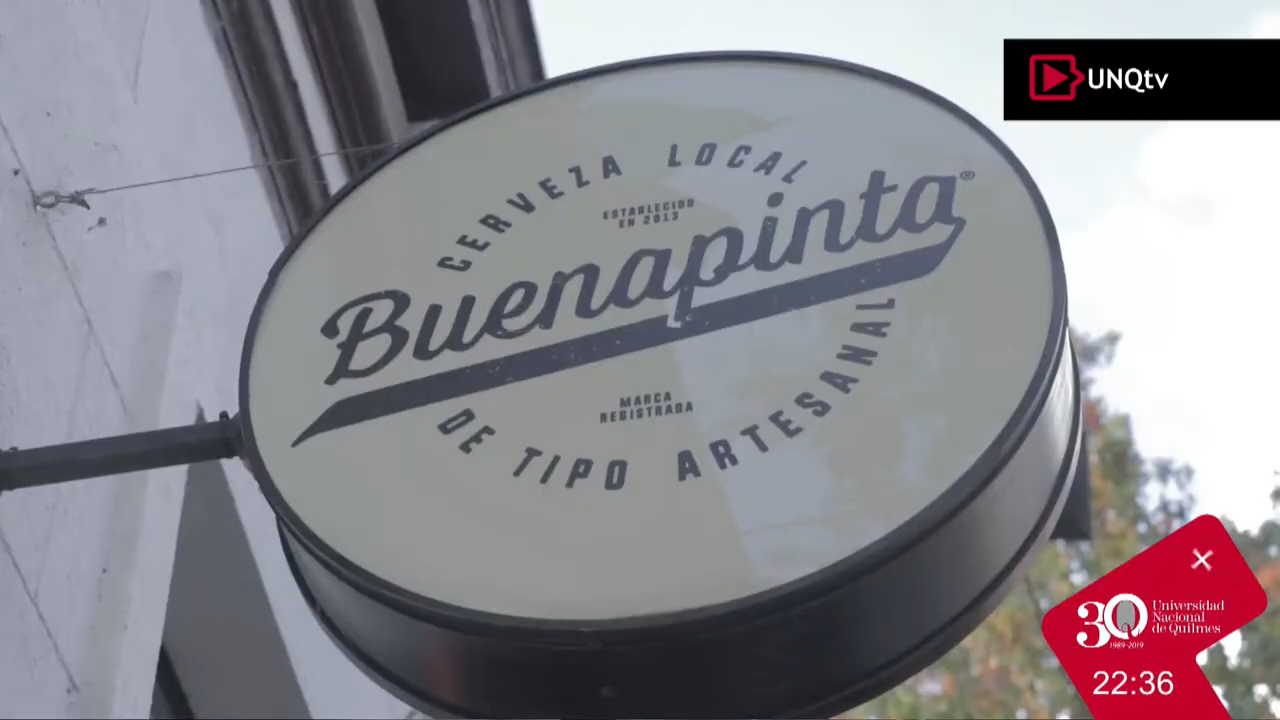 UNQtv
CERVEZA LOCAL
ESTABLECIDO
EN 2013
Buenapinta®
MARCA
REGISTRADA
DE TIPO ARTESANAL
30
Universidad
Nacional
de Quilmes
1989-2019
22:36